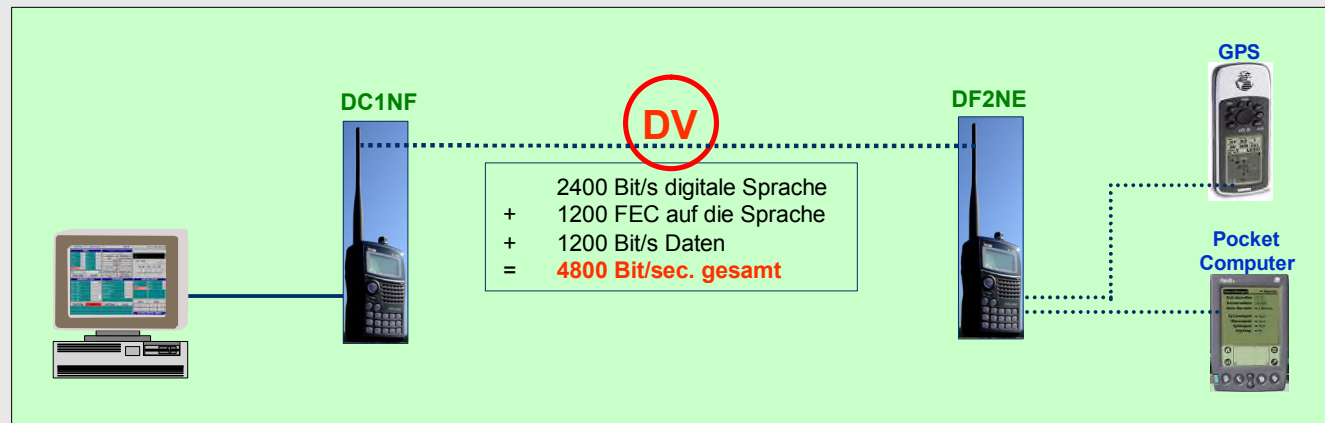 GPS
DC1NF
DV
DF2NE
2400 Bit/s digitale Sprache
+ 1200 FEC auf die Sprache
+ 1200 Bit/s Daten
= 4800 Bit/sec. gesamt
Pocket
Computer